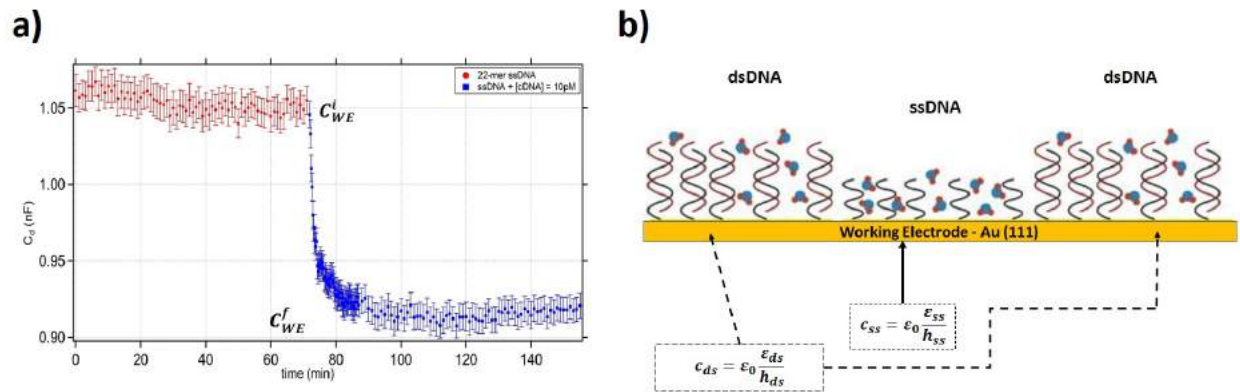 a)
22-mer ssDNA
ssDNA + [cDNA] = 10pM
1.05
1.00
0.95
0.90
C_d (nF)
C^i_WE
C^f_WE
0 20 40 60 80 100 120 140
time (min)
b)
dsDNA
ssDNA
dsDNA
Working Electrode - Au (111)
c_ss = ε_0 ε_ss / h_ss
c_ds = ε_0 ε_ds / h_ds